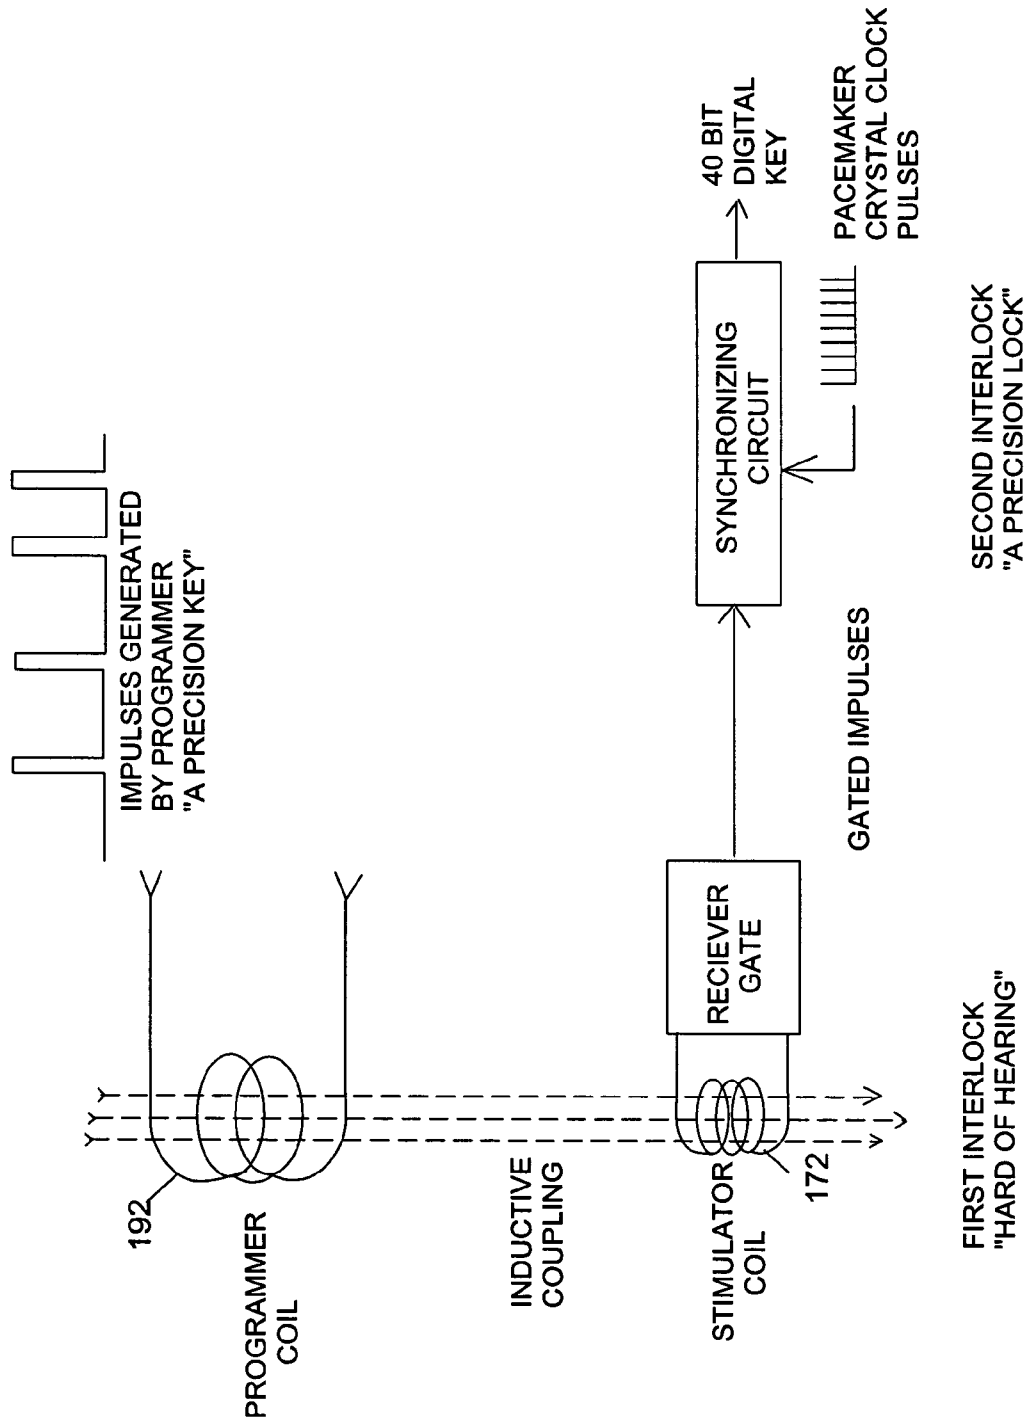 IMPULSES GENERATED
BY PROGRAMMER
"A PRECISION KEY"
192
PROGRAMMER
COIL
INDUCTIVE
COUPLING
STIMULATOR
COIL
172
RECIEVER
GATE
GATED IMPULSES
SYNCHRONIZING
CIRCUIT
40 BIT
DIGITAL
KEY
PACEMAKER
CRYSTAL CLOCK
PULSES
FIRST INTERLOCK
"HARD OF HEARING"
SECOND INTERLOCK
"A PRECISION LOCK"